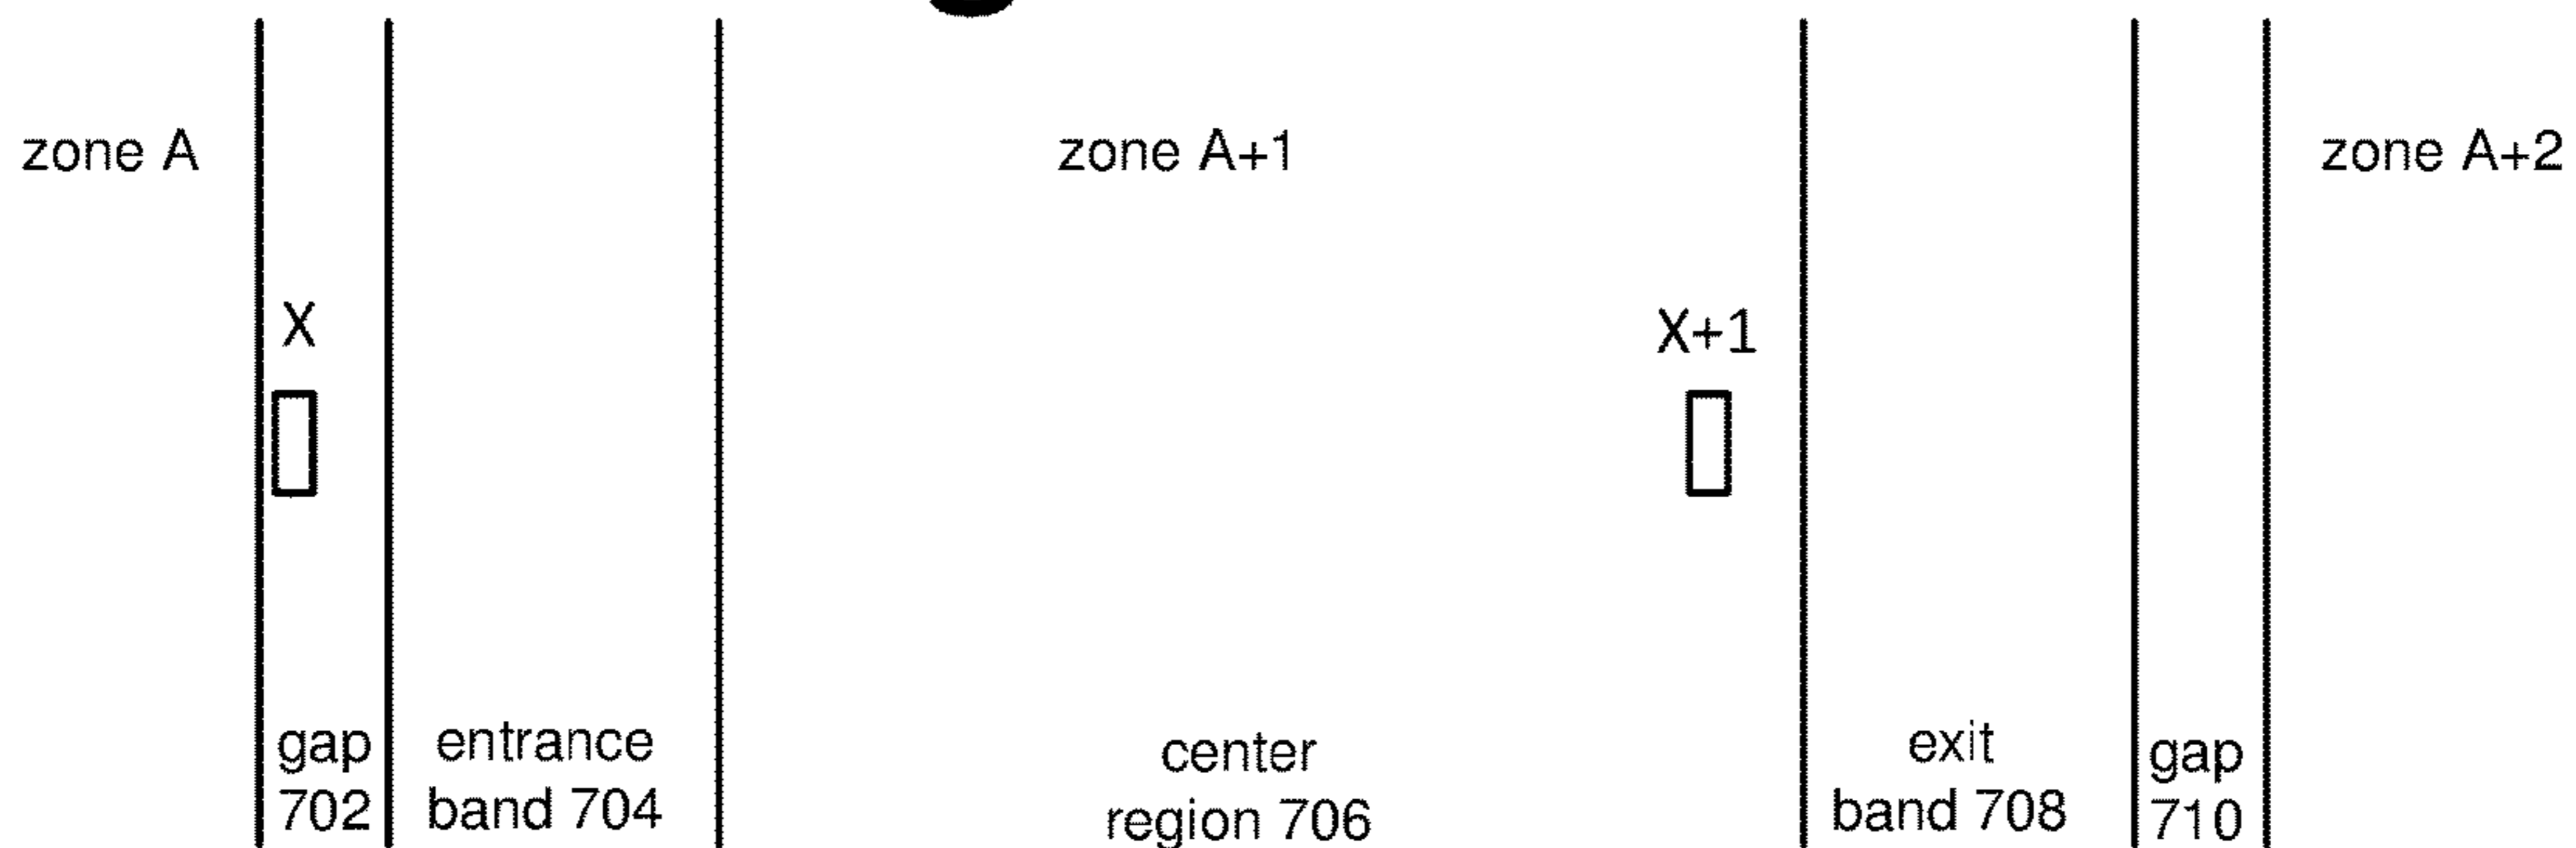 zone A
zone A+1
zone A+2
X
X+1
gap
702
entrance
band 704
center
region 706
exit
band 708
gap
710